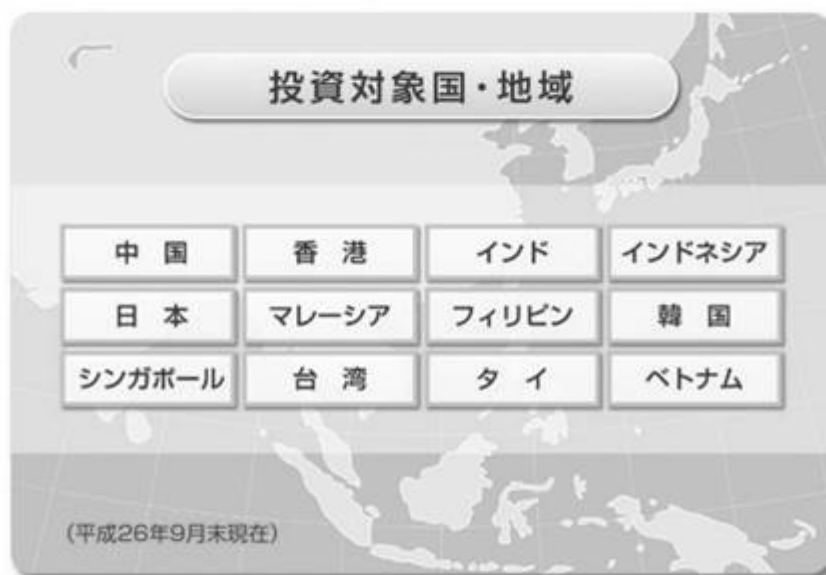 投資対象国・地域
中 国 香 港 インド インドネシア
日 本 マレーシア フィリピン 韓 国
シンガポール 台 湾 タ イ ベトナム
(平成26年9月末現在)